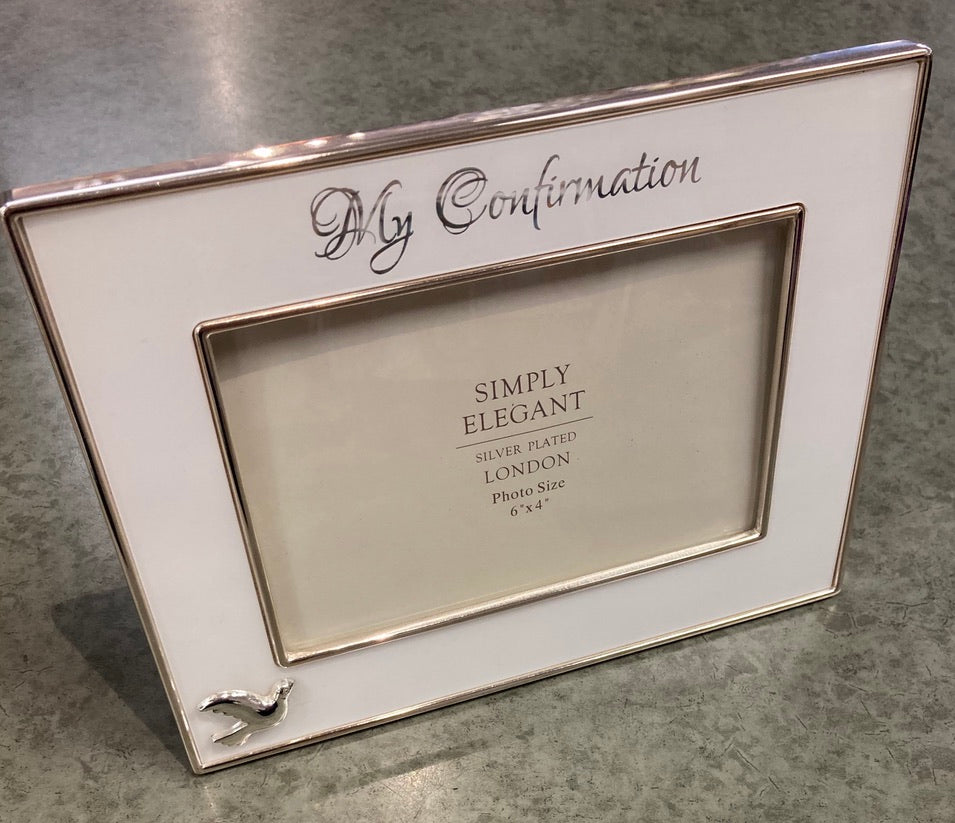 My Confirmation
SIMPLY
ELEGANT
SILVER PLATED
LONDON
Photo Size
6"x4"